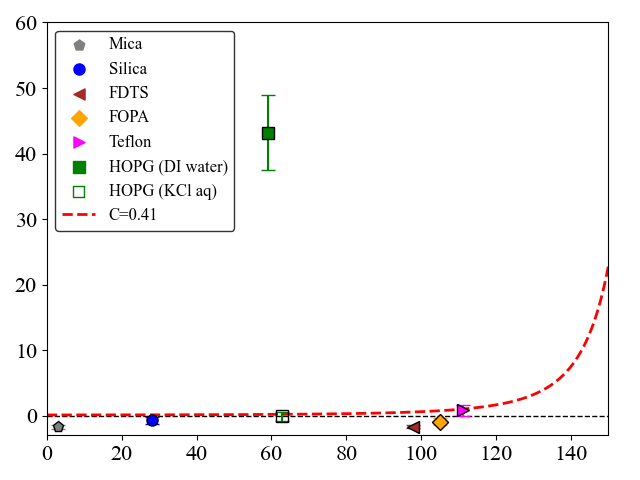 60
50
40
30
20
10
0
Mica
Silica
FDTS
FOPA
Teflon
HOPG (DI water)
HOPG (KCl aq)
C=0.41
0 20 40 60 80 100 120 140